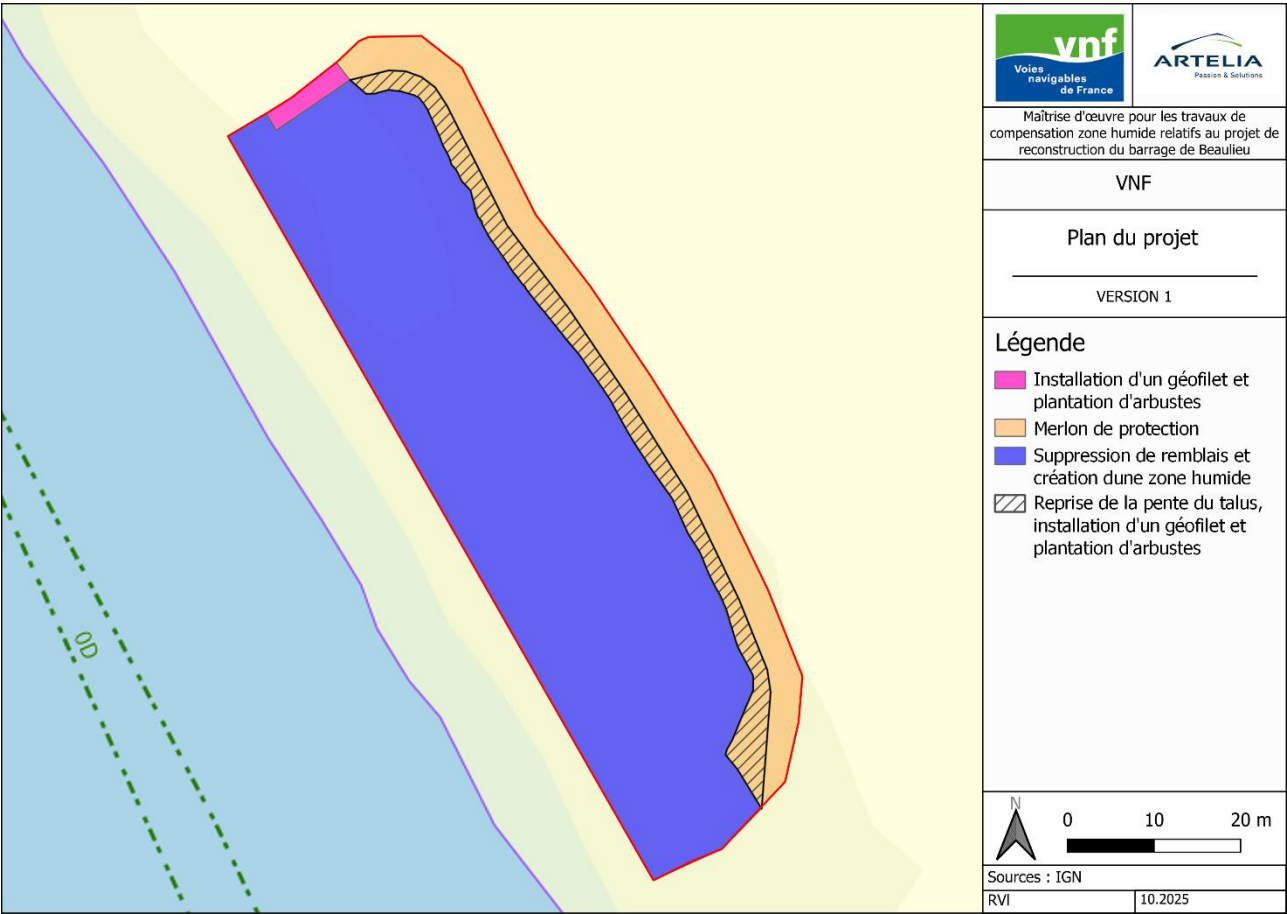 vnf
Voies
navigables
de France
ARTELIA
Passion & Solutions
Maîtrise d'œuvre pour les travaux de
compensation zone humide relatifs au projet de
reconstruction du barrage de Beaulieu
VNF
Plan du projet
VERSION 1
Légende
Installation d'un géofilet et
plantation d'arbustes
Merlon de protection
Suppression de remblais et
création dune zone humide
Reprise de la pente du talus,
installation d'un géofilet et
plantation d'arbustes
N
0 10 20 m
Sources : IGN
RVI 10.2025
0D